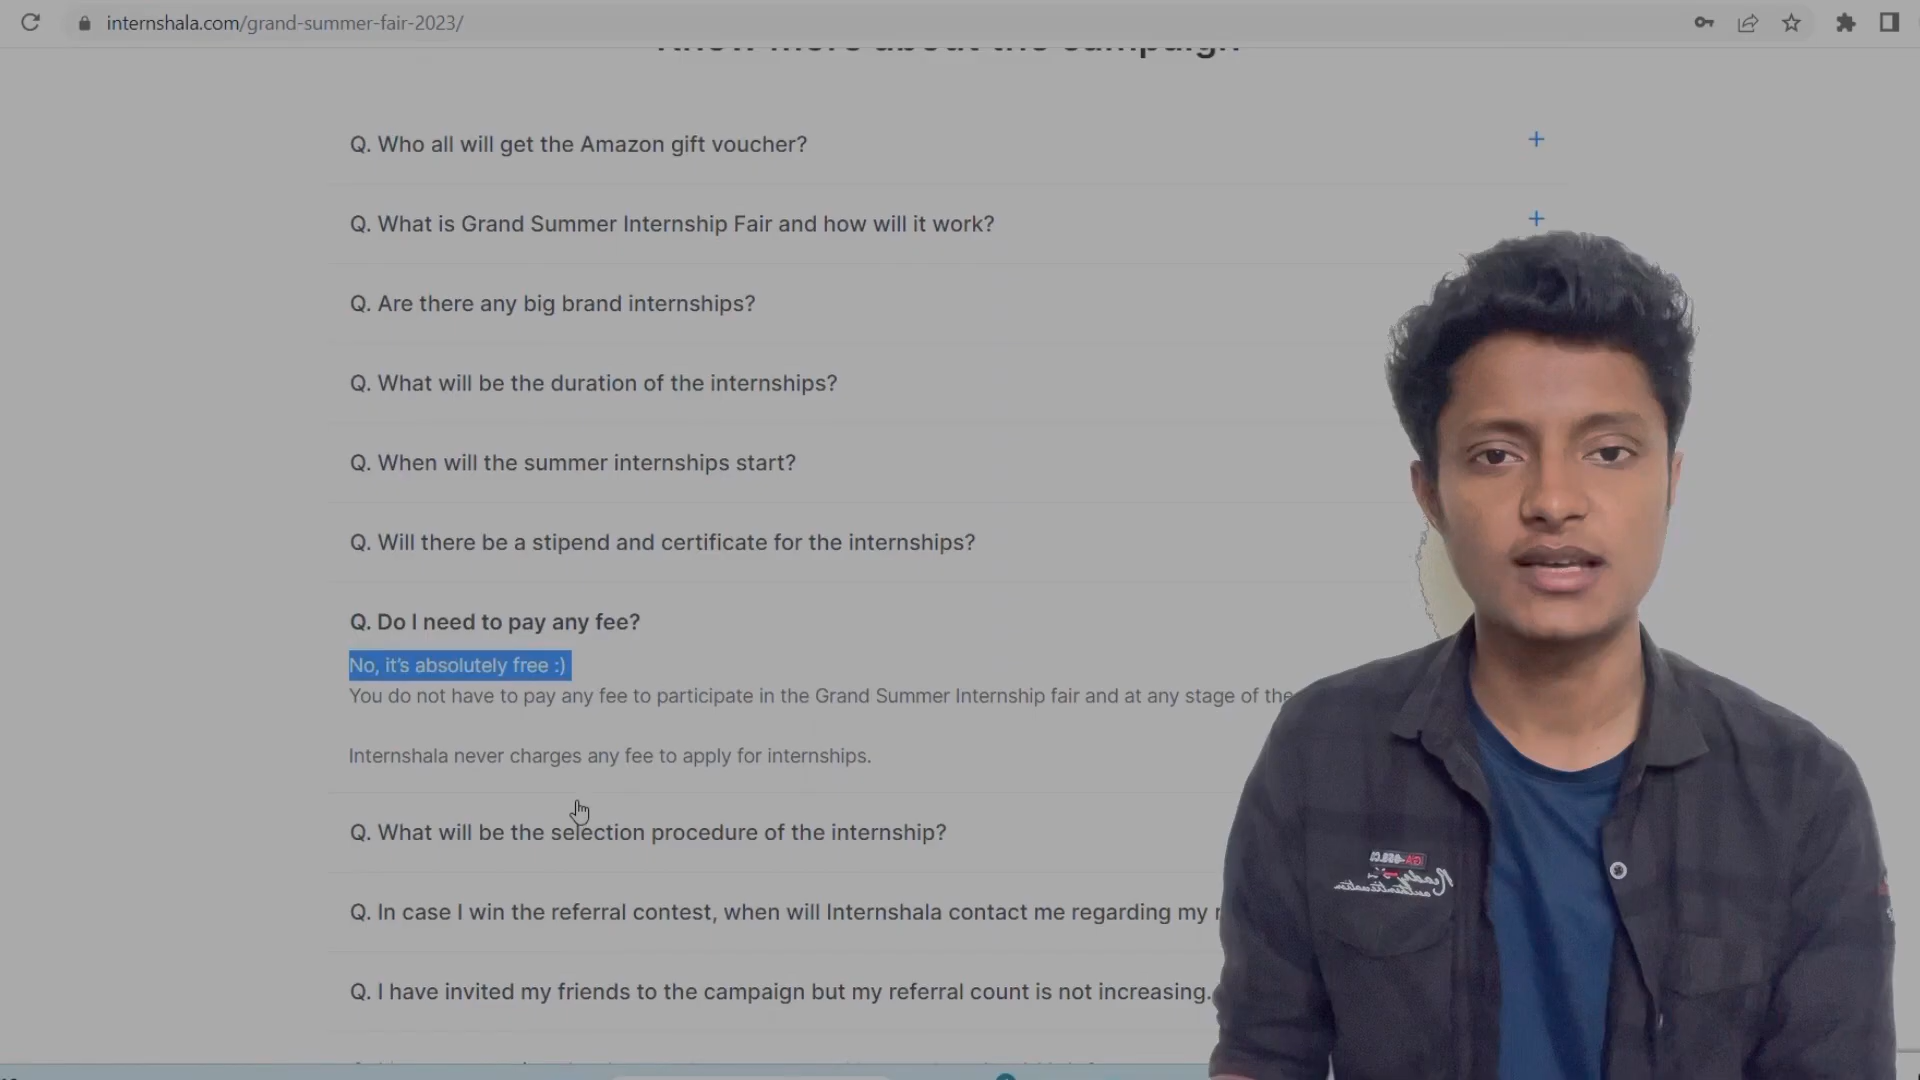 internshala.com/grand-summer-fair-2023/
Know more about the campaign
Q. Who all will get the Amazon gift voucher?
Q. What is Grand Summer Internship Fair and how will it work?
Q. Are there any big brand internships?
Q. What will be the duration of the internships?
Q. When will the summer internships start?
Q. Will there be a stipend and certificate for the internships?
Q. Do I need to pay any fee?
No, it's absolutely free :)
You do not have to pay any fee to participate in the Grand Summer Internship fair and at any stage of the
Internshala never charges any fee to apply for internships.
Q. What will be the selection procedure of the internship?
Q. In case I win the referral contest, when will Internshala contact me regarding my
Q. I have invited my friends to the campaign but my referral count is not increasing.